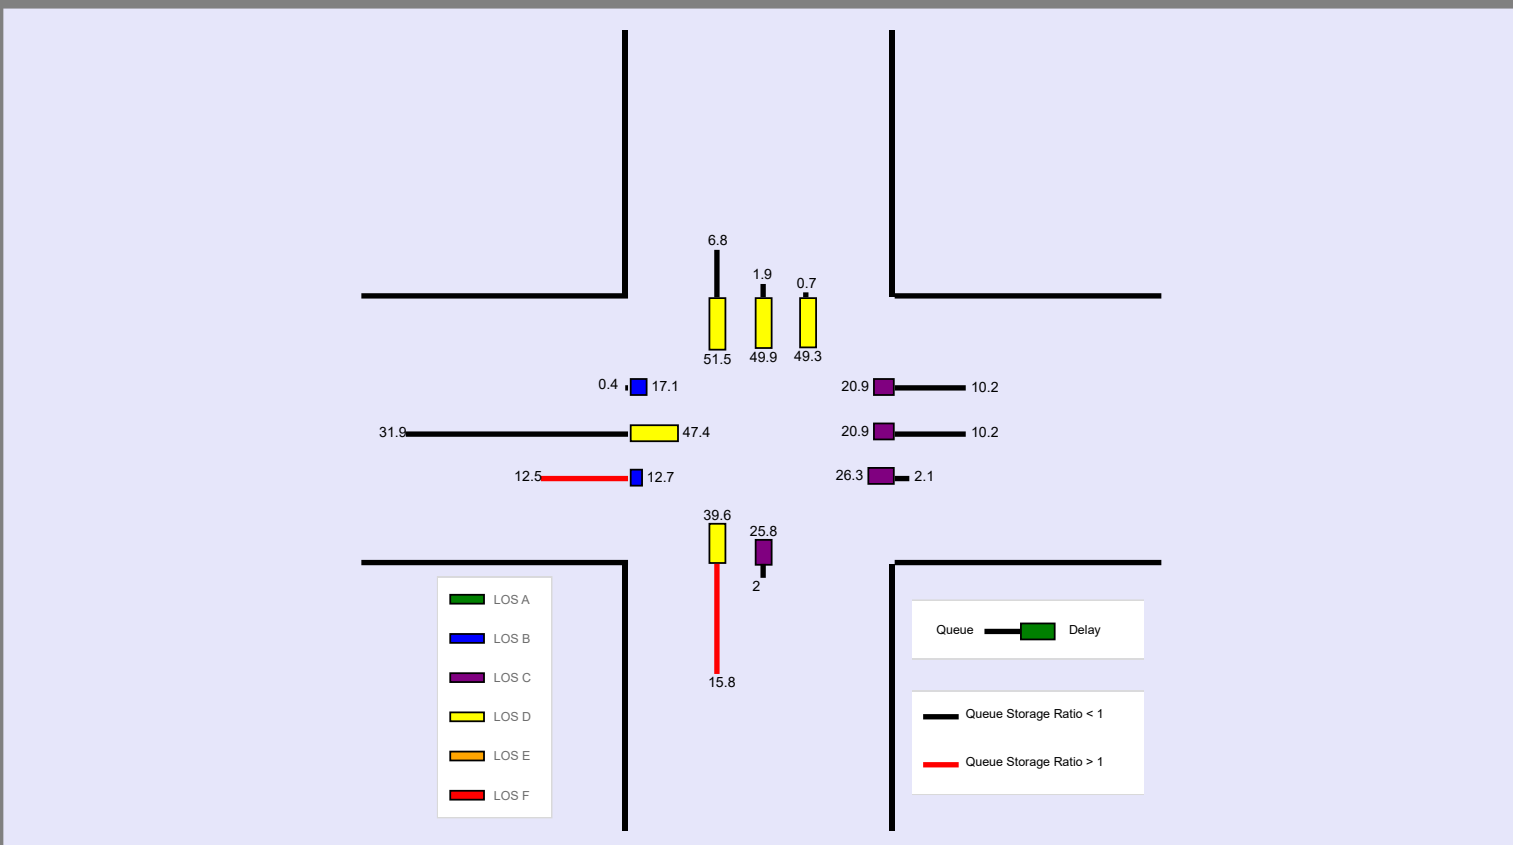 6.8
1.9
0.7
51.5
49.9
49.3
0.4
17.1
20.9
10.2
31.9
47.4
20.9
10.2
12.5
12.7
26.3
2.1
39.6
25.8
2
15.8
LOS A
LOS B
LOS C
LOS D
LOS E
LOS F
Queue
Delay
Queue Storage Ratio < 1
Queue Storage Ratio > 1